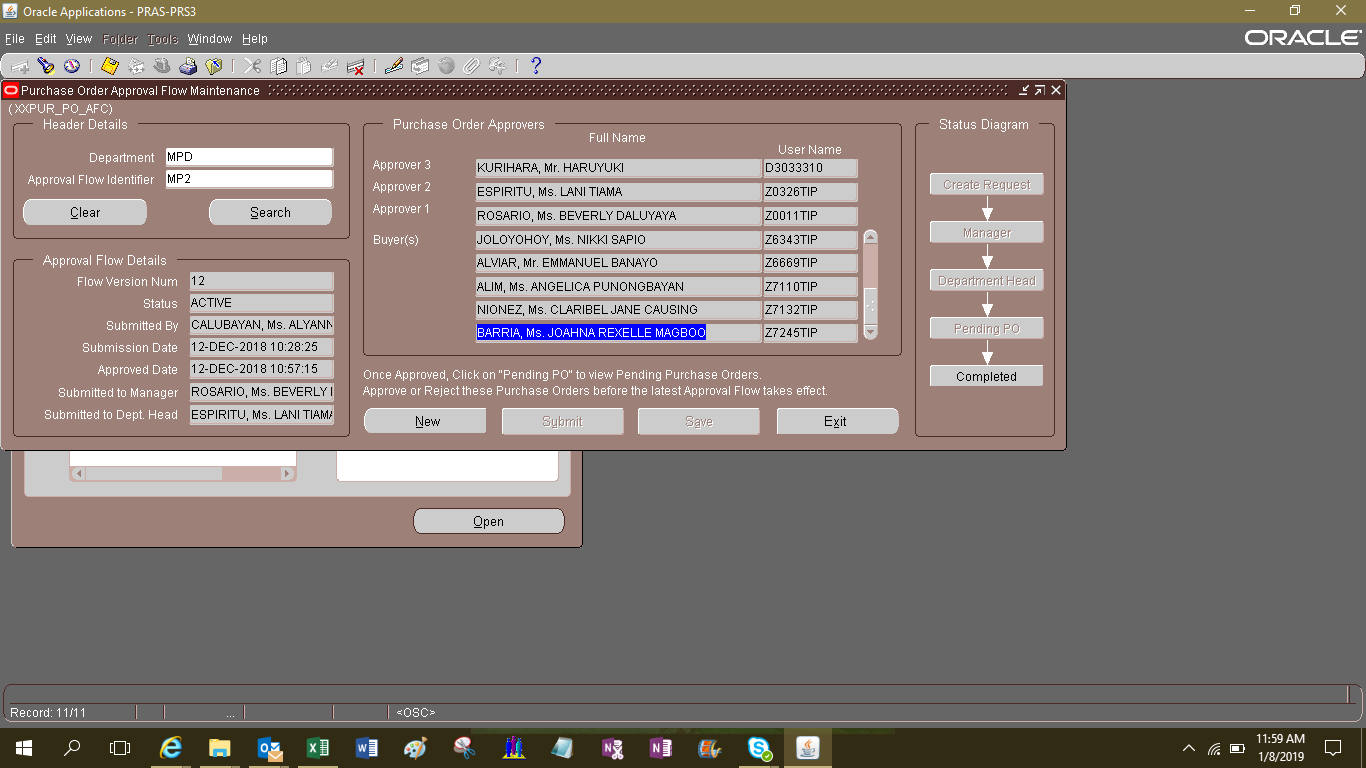 Oracle Applications - PRAS-PRS3
File Edit View Folder Tools Window Help
ORACLE
Purchase Order Approval Flow Maintenance
(XXPUR_PO_AFC)
Header Details
Department MPD
Approval Flow Identifier MP2
Clear Search
Approval Flow Details
Flow Version Num 12
Status ACTIVE
Submitted By CALUBAYAN, Ms. ALYANN
Submission Date 12-DEC-2018 10:28:25
Approved Date 12-DEC-2018 10:57:15
Submitted to Manager ROSARIO, Ms. BEVERLY
Submitted to Dept. Head ESPIRITU, Ms. LANI TIAMA
Purchase Order Approvers
Full Name
User Name
Approver 3 KURIHARA, Mr. HARUYUKI D3033310
Approver 2 ESPIRITU, Ms. LANI TIAMA Z0326TIP
Approver 1 ROSARIO, Ms. BEVERLY DALUYAYA Z0011TIP
Buyer(s) JOLOYOHOY, Ms. NIKKI SAPIO Z6343TIP
ALVIAR, Mr. EMMANUEL BANAYO Z6669TIP
ALIM, Ms. ANGELICA PUNONGBAYAN Z7110TIP
NIONEZ, Ms. CLARIBEL JANE CAUSING Z7132TIP
BARRIA, Ms. JOAHNA REXELLE MAGBOO Z7245TIP
Once Approved, Click on "Pending PO" to view Pending Purchase Orders.
Approve or Reject these Purchase Orders before the latest Approval Flow takes effect.
New Submit Save Exit
Status Diagram
Create Request
Manager
Department Head
Pending PO
Completed
Open
Record: 11/11 ... <OSC>
11:59 AM
1/8/2019